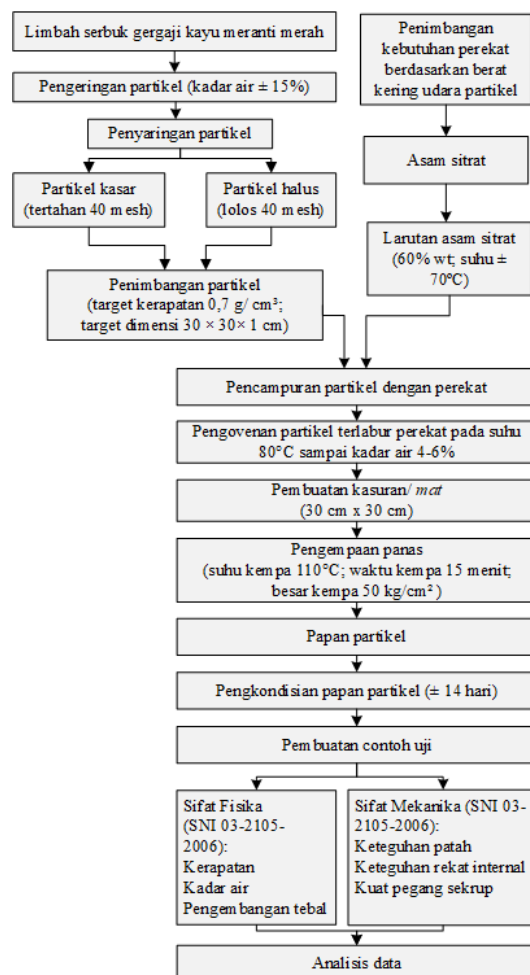 Limbah serbuk gergaji kayu meranti merah
Pengeringan partikel (kadar air ± 15%)
Penyaringan partikel
Partikel kasar
(tertahan 40 mesh)
Partikel halus
(lolos 40 mesh)
Penimbangan partikel
(target kerapatan 0,7 g/ cm³;
target dimensi 30 × 30× 1 cm)
Penimbangan
kebutuhan perekat
berdasarkan berat
kering udara partikel
Asam sitrat
Larutan asam sitrat
(60% wt; suhu ±
70ºC)
Pencampuran partikel dengan perekat
Pengovenan partikel terlabur perekat pada suhu
80°C sampai kadar air 4-6%
Pembuatan kasuran/ mat
(30 cm x 30 cm)
Pengempaan panas
(suhu kempa 110°C; waktu kempa 15 menit;
besar kempa 50 kg/cm² )
Papan partikel
Pengkondisian papan partikel (± 14 hari)
Pembuatan contoh uji
Sifat Fisika
(SNI 03-2105-
2006):
Kerapatan
Kadar air
Pengembangan tebal
Sifat Mekanika (SNI 03-
2105-2006):
Keteguhan patah
Keteguhan rekat internal
Kuat pegang sekrup
Analisis data